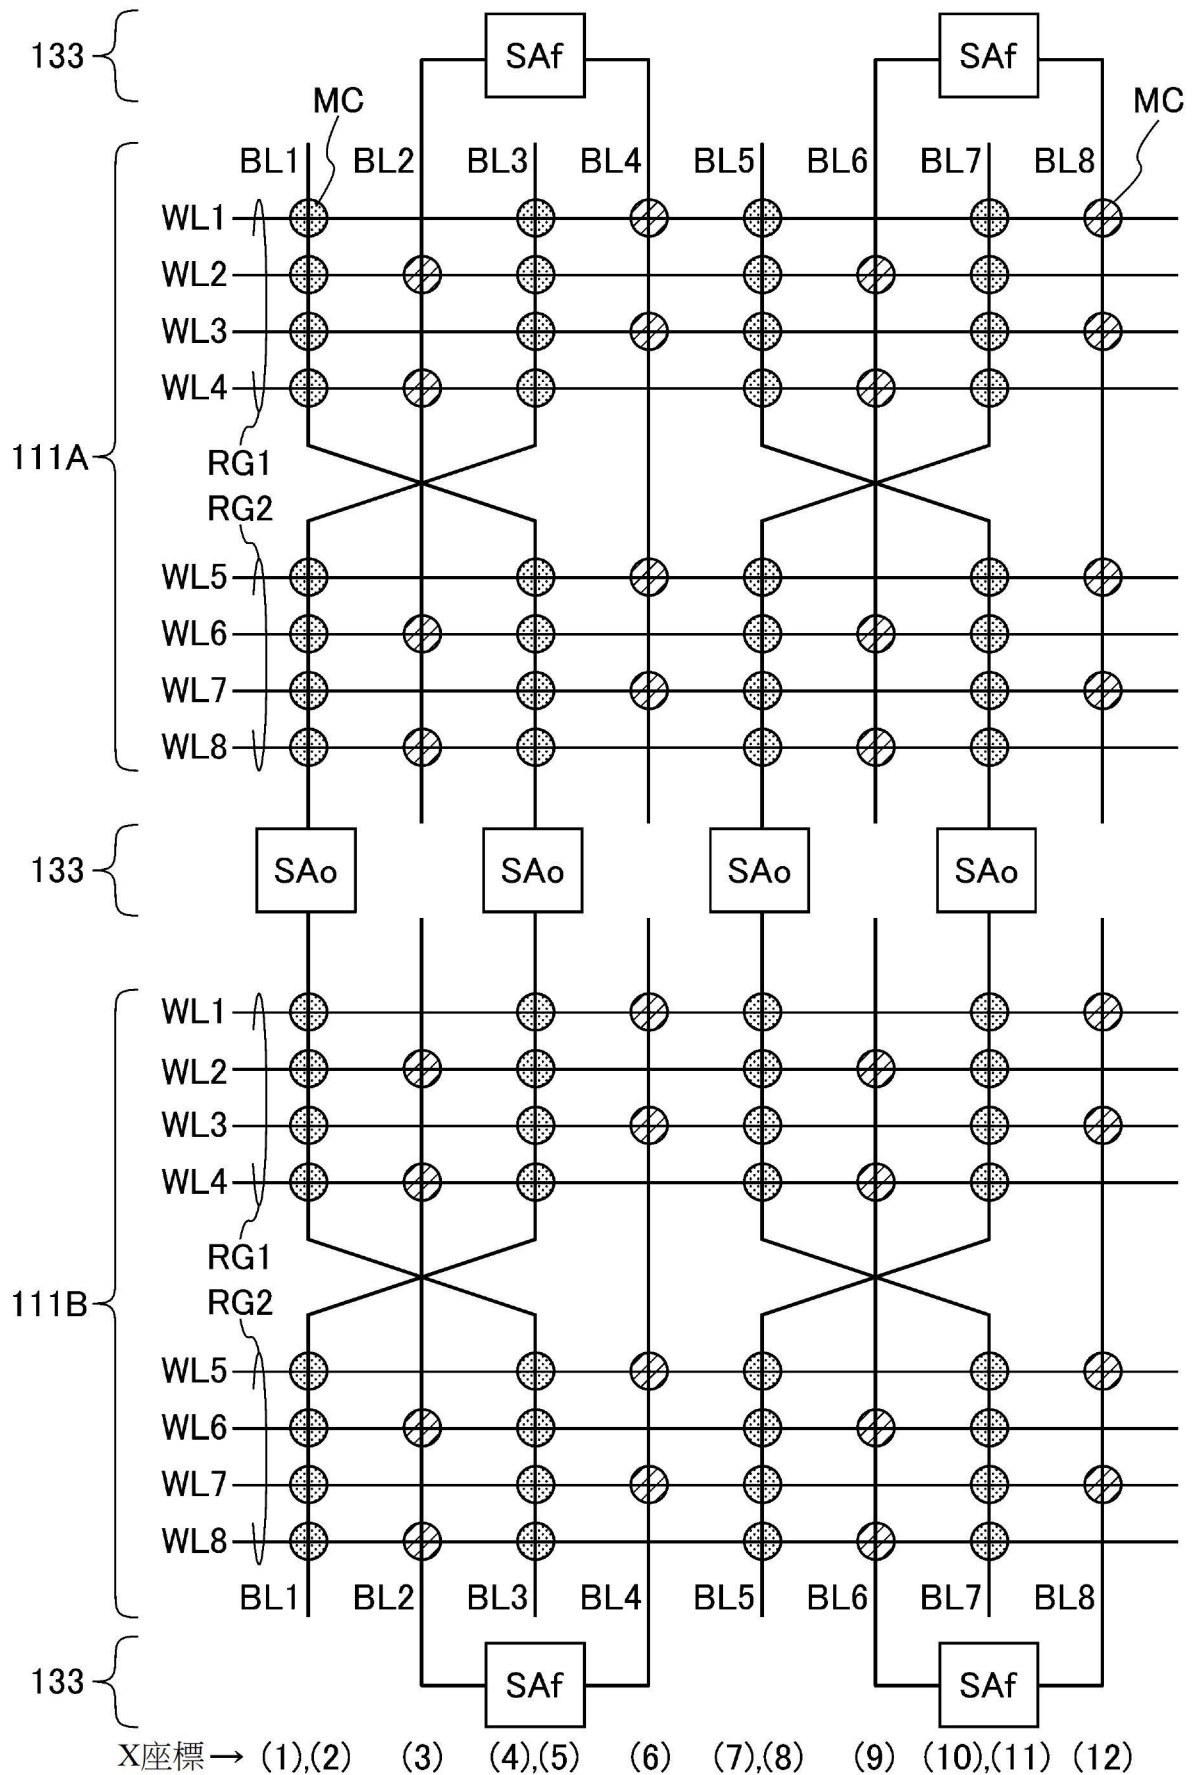 133
SAf SAf
MC MC
BL1 BL2 BL3 BL4 BL5 BL6 BL7 BL8
WL1
WL2
WL3
WL4
111A
RG1
RG2
WL5
WL6
WL7
WL8
133
SAo SAo SAo SAo
WL1
WL2
WL3
WL4
RG1
111B
RG2
WL5
WL6
WL7
WL8
BL1 BL2 BL3 BL4 BL5 BL6 BL7 BL8
133
SAf SAf
X座標→ (1),(2) (3) (4),(5) (6) (7),(8) (9) (10),(11) (12)